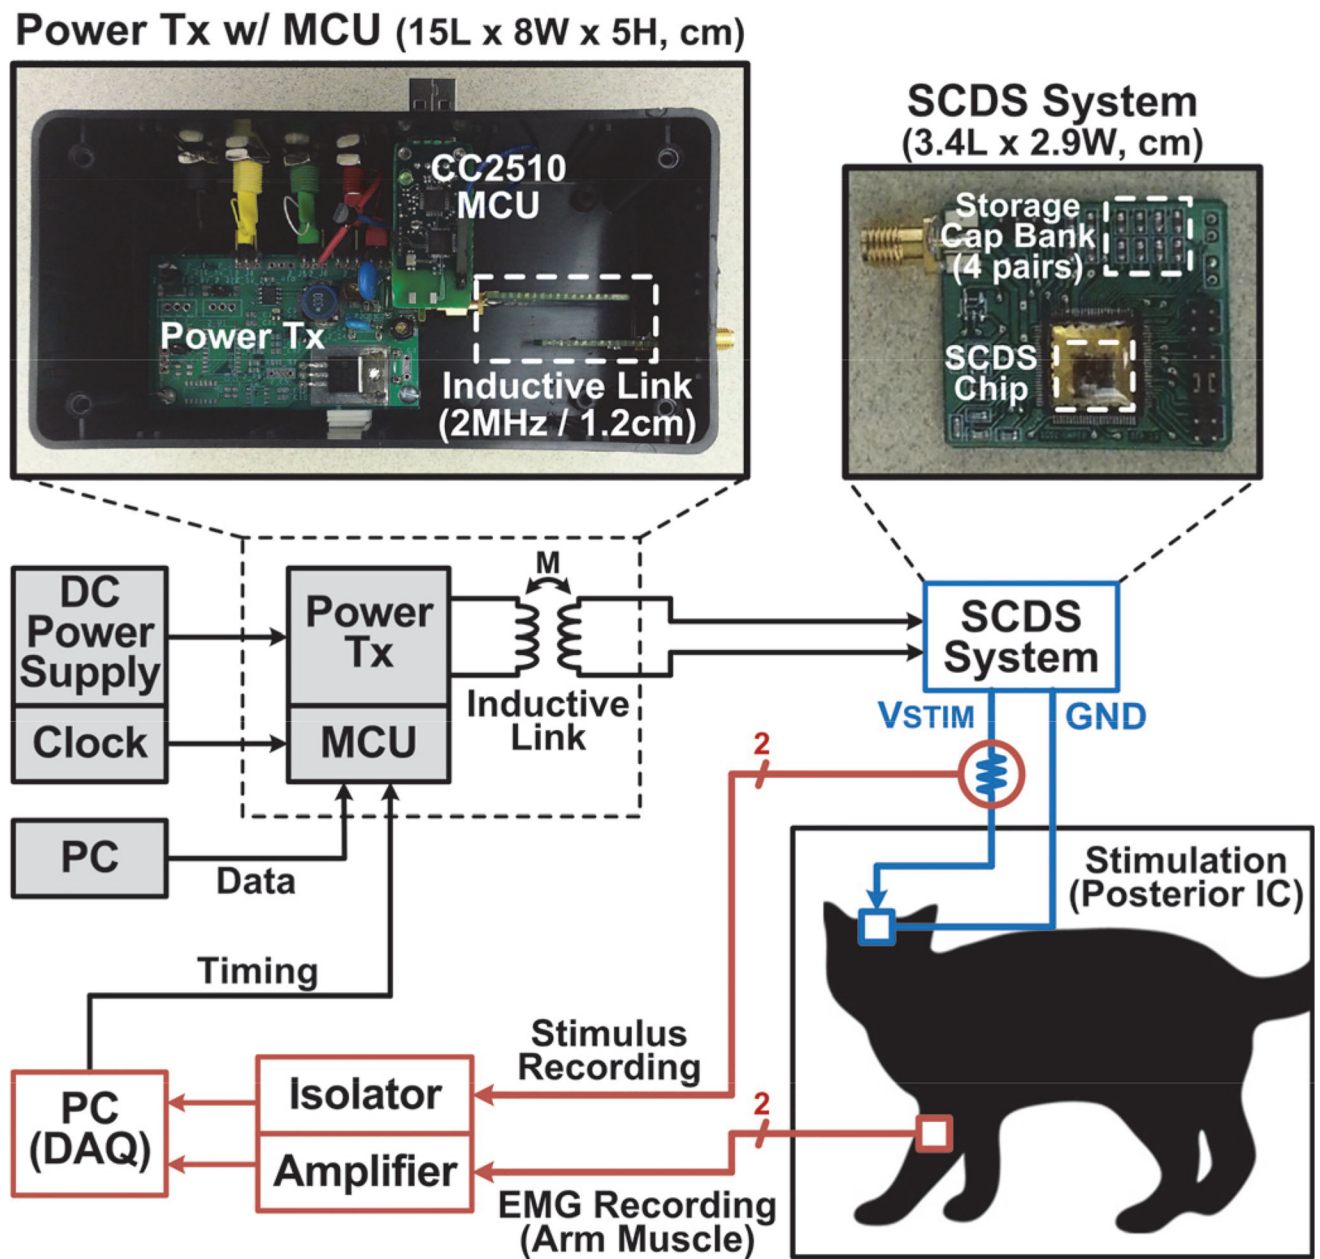 Power Tx w/ MCU (15L x 8W x 5H, cm)
CC2510
MCU
Power Tx
Inductive Link
(2MHz / 1.2cm)
SCDS System
(3.4L x 2.9W, cm)
Storage
Cap Bank
(4 pairs)
SCDS
Chip
DC
Power
Supply
Clock
Power
Tx
MCU
M
Inductive
Link
SCDS
System
VSTIM
GND
2
PC
Data
Stimulation
(Posterior IC)
Timing
Stimulus
Recording
PC
(DAQ)
Isolator
Amplifier
2
EMG Recording
(Arm Muscle)